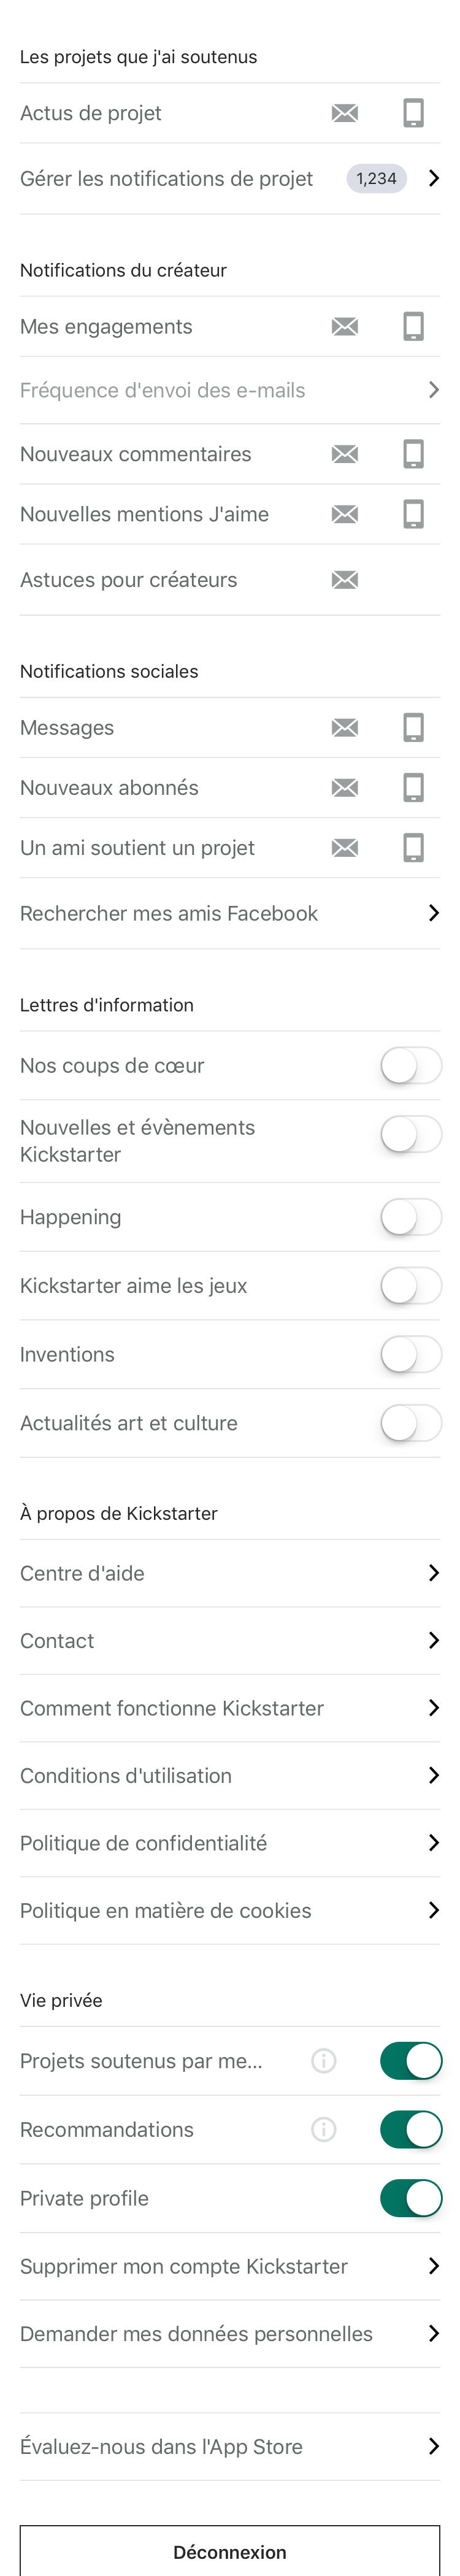 Les projets que j'ai soutenus
Actus de projet
Gérer les notifications de projet 1,234
Notifications du créateur
Mes engagements
Fréquence d'envoi des e-mails
Nouveaux commentaires
Nouvelles mentions J'aime
Astuces pour créateurs
Notifications sociales
Messages
Nouveaux abonnés
Un ami soutient un projet
Rechercher mes amis Facebook
Lettres d'information
Nos coups de cœur
Nouvelles et évènements
Kickstarter
Happening
Kickstarter aime les jeux
Inventions
Actualités art et culture
À propos de Kickstarter
Centre d'aide
Contact
Comment fonctionne Kickstarter
Conditions d'utilisation
Politique de confidentialité
Politique en matière de cookies
Vie privée
Projets soutenus par me...
Recommandations
Private profile
Supprimer mon compte Kickstarter
Demander mes données personnelles
Évaluez-nous dans l'App Store
Déconnexion